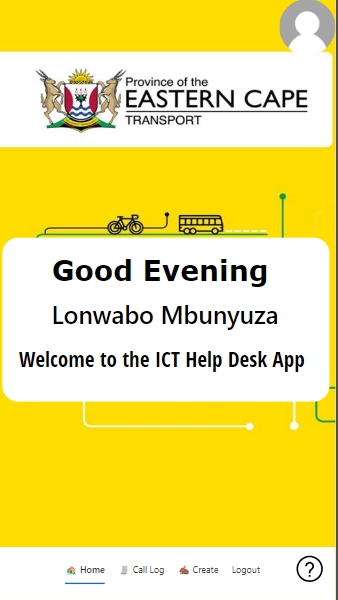 Province of the
EASTERN CAPE
TRANSPORT
Good Evening
Lonwabo Mbunyuza
Welcome to the ICT Help Desk App
Home Call Log Create Logout ?